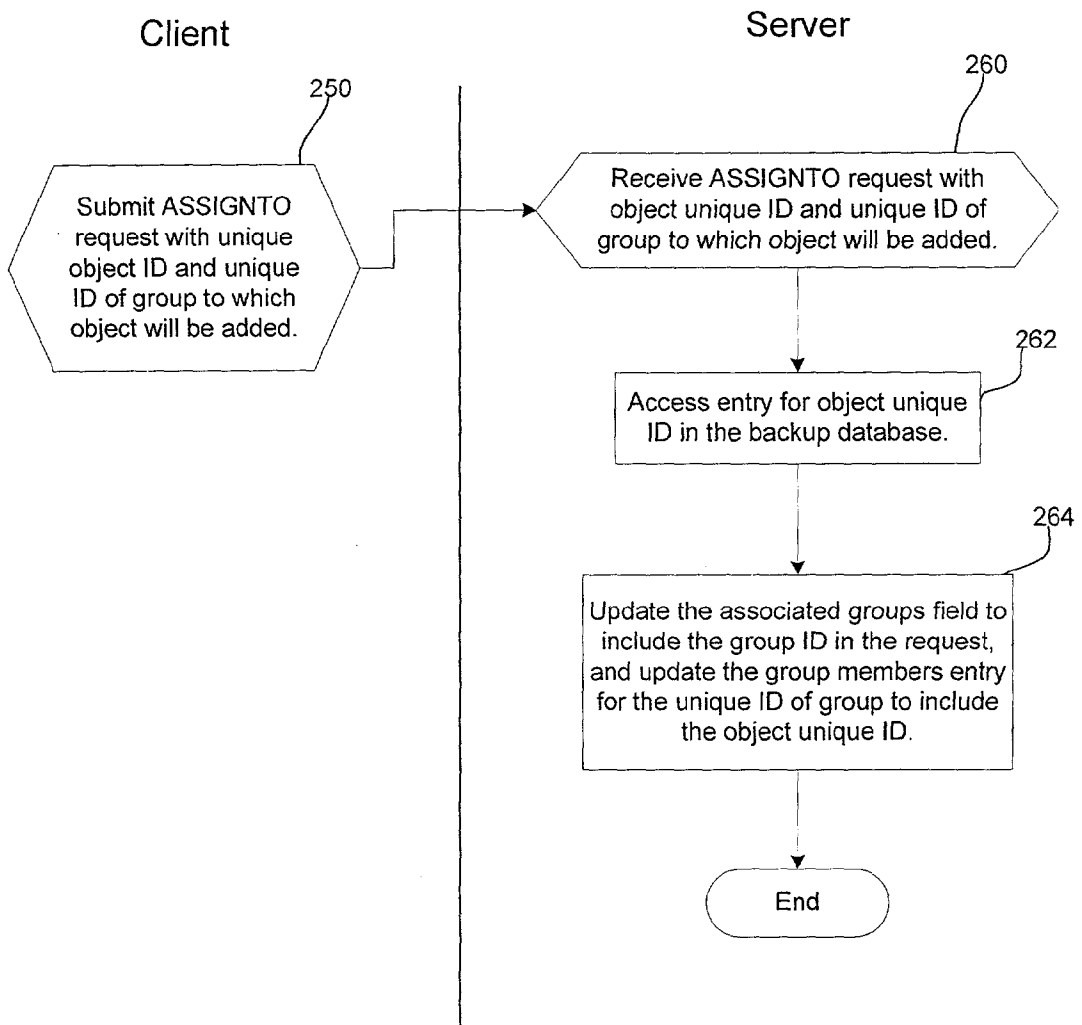 Client
Server
250
260
Submit ASSIGNTO
request with unique
object ID and unique
ID of group to which
object will be added.
Receive ASSIGNTO request with
object unique ID and unique ID of
group to which object will be added.
262
Access entry for object unique
ID in the backup database.
264
Update the associated groups field to
include the group ID in the request,
and update the group members entry
for the unique ID of group to include
the object unique ID.
End